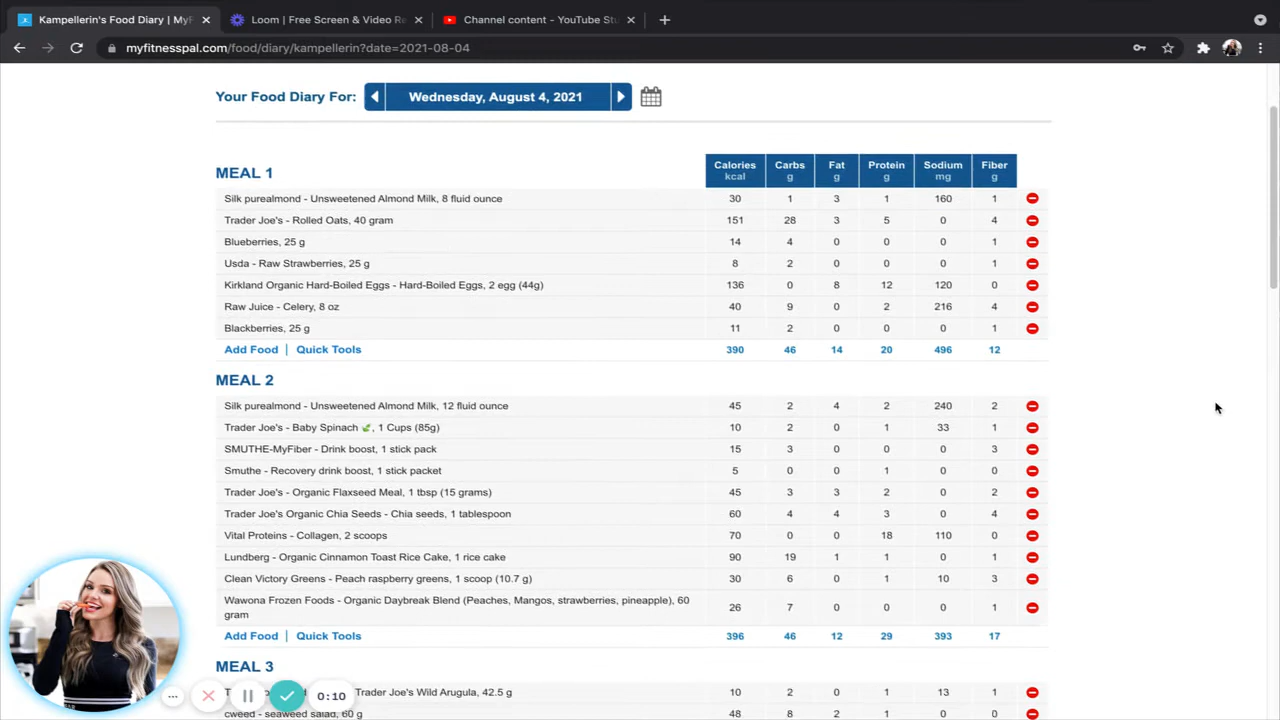 Kampellerin's Food Diary | MyF
Loom | Free Screen & Video Re
Channel content - YouTube Stu
myfitnesspal.com/food/diary/kampellerin?date=2021-08-04
Your Food Diary For: Wednesday, August 4, 2021
MEAL 1 Calories kcal Carbs g Fat g Protein g Sodium mg Fiber g
Silk purealmond - Unsweetened Almond Milk, 8 fluid ounce 30 1 3 1 160 1
Trader Joe's - Rolled Oats, 40 gram 151 28 3 5 0 4
Blueberries, 25 g 14 4 0 0 0 1
Usda - Raw Strawberries, 25 g 8 2 0 0 0 1
Kirkland Organic Hard-Boiled Eggs - Hard-Boiled Eggs, 2 egg (44g) 136 0 8 12 120 0
Raw Juice - Celery, 8 oz 40 9 0 2 216 4
Blackberries, 25 g 11 2 0 0 0 1
Add Food | Quick Tools 390 46 14 20 496 12
MEAL 2
Silk purealmond - Unsweetened Almond Milk, 12 fluid ounce 45 2 4 2 240 2
Trader Joe's - Baby Spinach 🌿, 1 Cups (85g) 10 2 0 1 33 1
SMUTHE-MyFiber - Drink boost, 1 stick pack 15 3 0 0 0 3
Smuthe - Recovery drink boost, 1 stick packet 5 0 0 1 0 0
Trader Joe's - Organic Flaxseed Meal, 1 tbsp (15 grams) 45 3 3 2 0 2
Trader Joe's Organic Chia Seeds - Chia seeds, 1 tablespoon 60 4 4 3 0 4
Vital Proteins - Collagen, 2 scoops 70 0 0 18 110 0
Lundberg - Organic Cinnamon Toast Rice Cake, 1 rice cake 90 19 1 1 0 1
Clean Victory Greens - Peach raspberry greens, 1 scoop (10.7 g) 30 6 0 1 10 3
Wawona Frozen Foods - Organic Daybreak Blend (Peaches, Mangos, strawberries, pineapple), 60
gram 26 7 0 0 0 1
Add Food | Quick Tools 396 46 12 29 393 17
MEAL 3
Trader Joe's Wild Arugula, 42.5 g 10 2 0 1 13 1
cweed - seaweed salad, 60 g 48 8 2 1 0 0
0:10